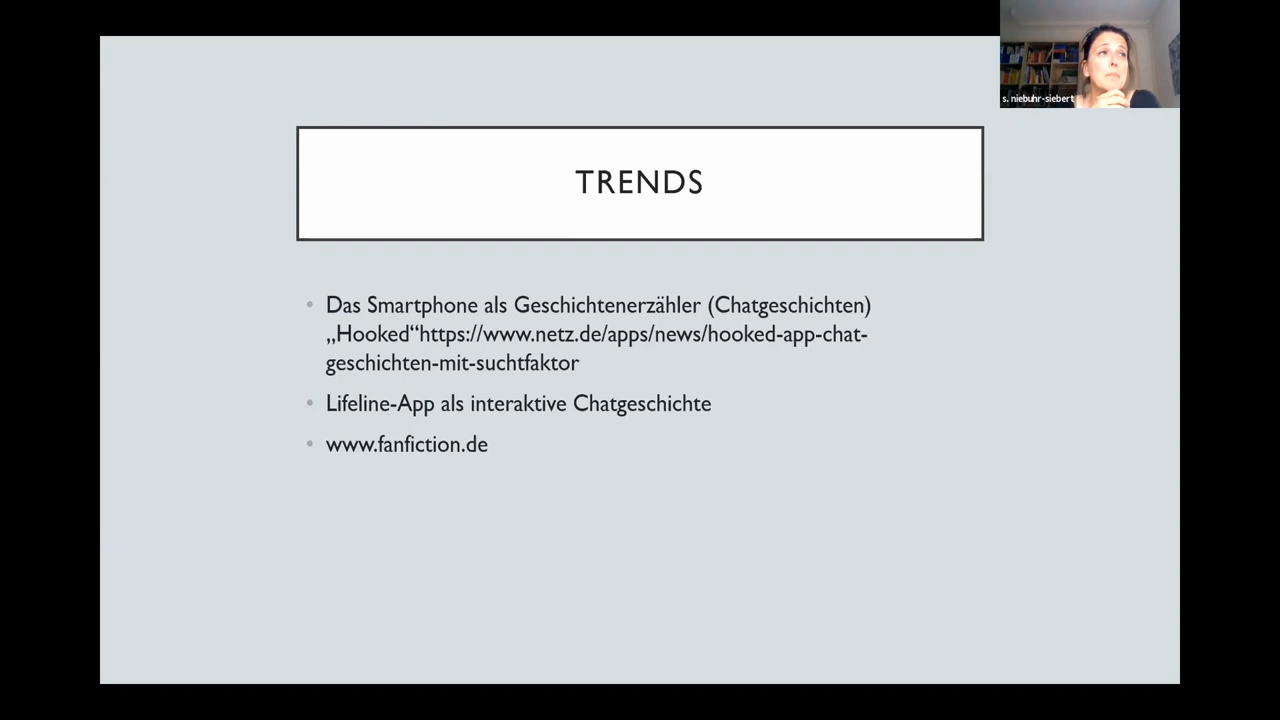 s. niebuhr-siebert
TRENDS
• Das Smartphone als Geschichtenerzähler (Chatgeschichten)
„Hooked“https://www.netz.de/apps/news/hooked-app-chat-
geschichten-mit-suchtfaktor
• Lifeline-App als interaktive Chatgeschichte
• www.fanfiction.de